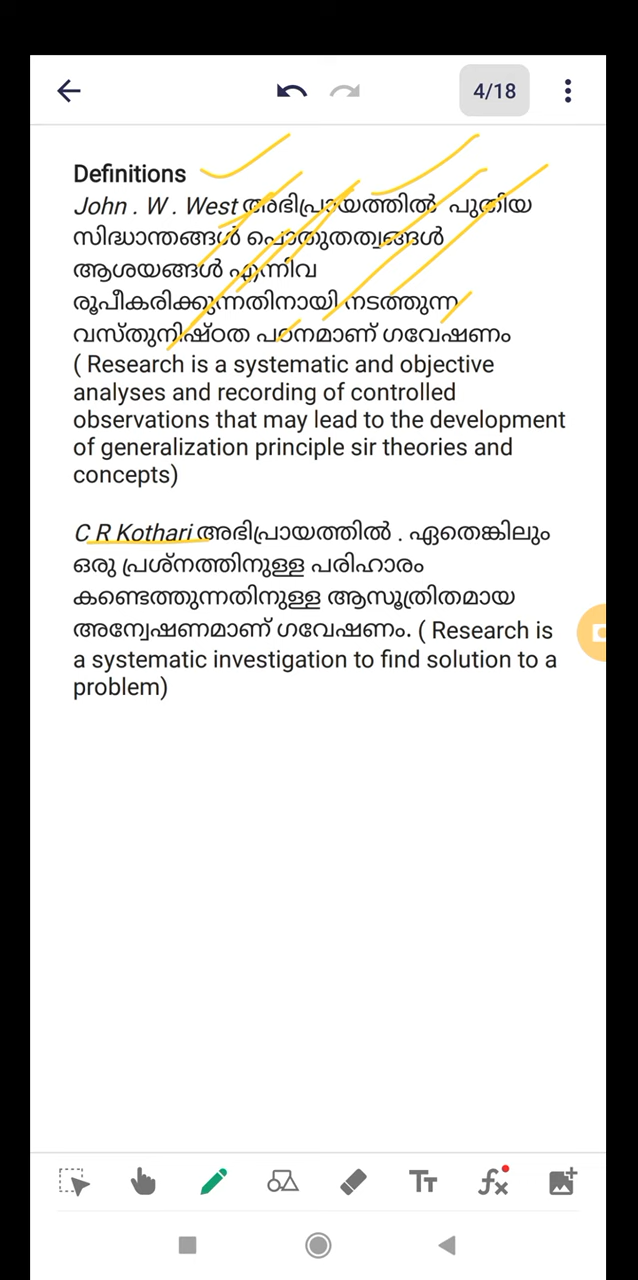 4/18
Definitions
John . W . West അഭിപ്രായത്തിൽ പുതിയ
സിദ്ധാന്തങ്ങൾ പൊതുതത്വങ്ങൾ
ആശയങ്ങൾ എന്നിവ
രൂപീകരിക്കുന്നതിനായി നടത്തുന്ന
വസ്തുനിഷ്ഠത പഠനമാണ് ഗവേഷണം
( Research is a systematic and objective
analyses and recording of controlled
observations that may lead to the development
of generalization principle sir theories and
concepts)
C R Kothari അഭിപ്രായത്തിൽ . ഏതെങ്കിലും
ഒരു പ്രശ്നത്തിനുള്ള പരിഹാരം
കണ്ടെത്തുന്നതിനുള്ള ആസൂത്രിതമായ
അന്വേഷണമാണ് ഗവേഷണം. ( Research is
a systematic investigation to find solution to a
problem)
Tт
fx